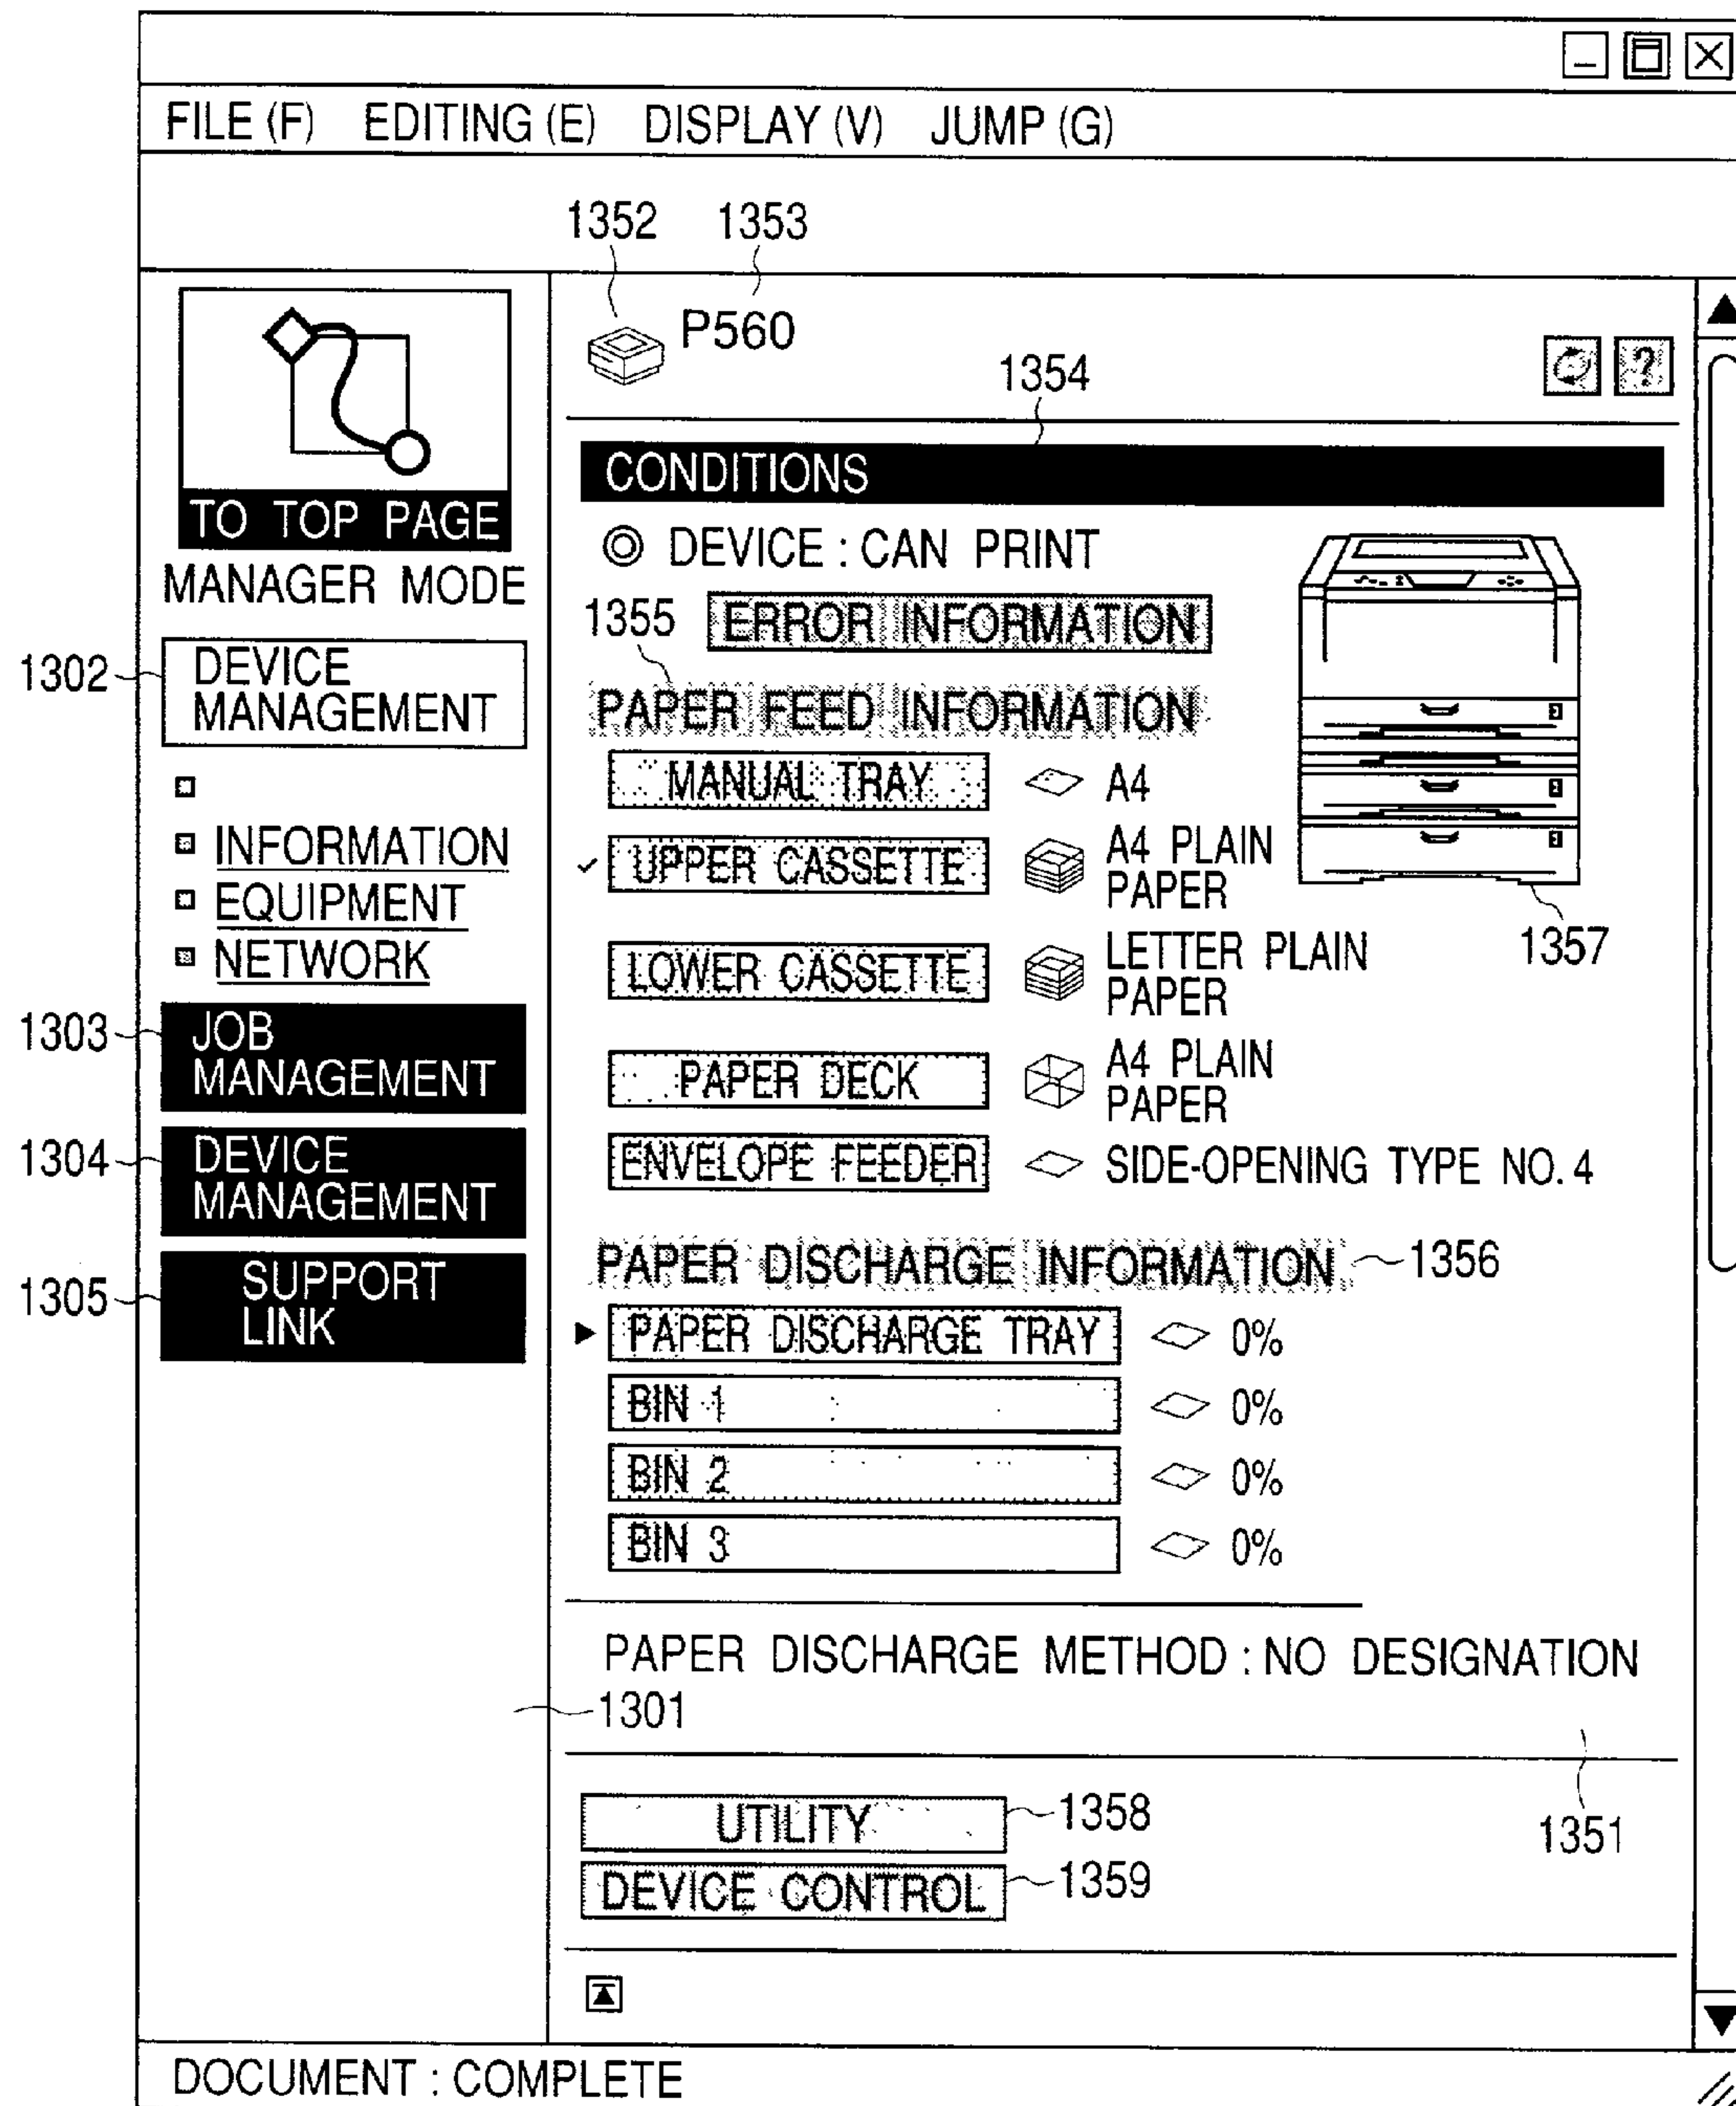 FILE (F) EDITING (E) DISPLAY (V) JUMP (G)
1352 1353
P560
?
1354
TO TOP PAGE
MANAGER MODE
1302
DEVICE
MANAGEMENT
INFORMATION
EQUIPMENT
NETWORK
1303
JOB
MANAGEMENT
1304
DEVICE
MANAGEMENT
1305
SUPPORT
LINK
1301
CONDITIONS
DEVICE : CAN PRINT
1355
ERROR INFORMATION
PAPER FEED INFORMATION
MANUAL TRAY A4
UPPER CASSETTE A4 PLAIN
PAPER
1357
LOWER CASSETTE LETTER PLAIN
PAPER
PAPER DECK A4 PLAIN
PAPER
ENVELOPE FEEDER SIDE-OPENING TYPE NO. 4
PAPER DISCHARGE INFORMATION 1356
PAPER DISCHARGE TRAY 0%
BIN 1 0%
BIN 2 0%
BIN 3 0%
PAPER DISCHARGE METHOD : NO DESIGNATION
1351
UTILITY 1358
DEVICE CONTROL 1359
DOCUMENT : COMPLETE